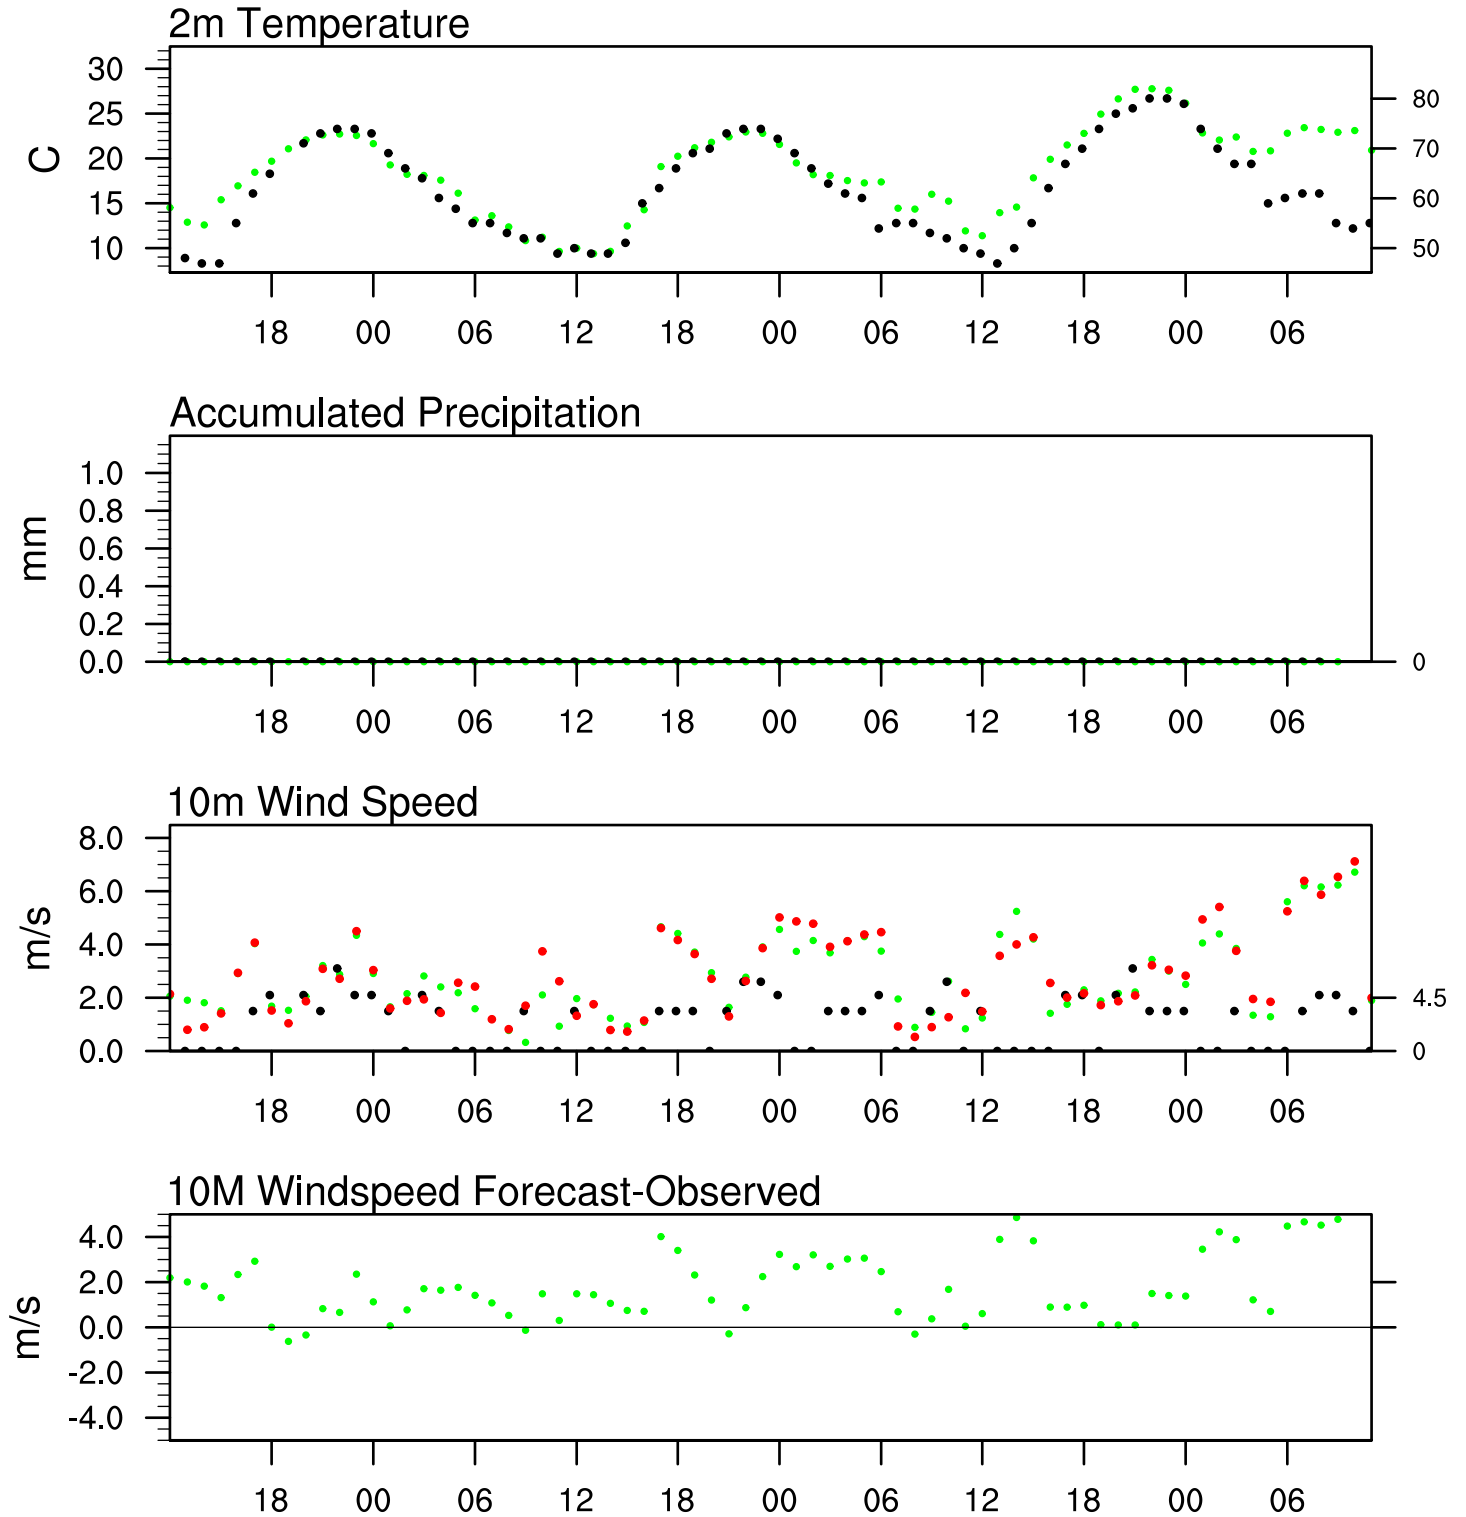 2m Temperature
30
25
20
15
10
C
80
70
60
50
18 00 06 12 18 00 06 12 18 00 06
Accumulated Precipitation
1.0
0.8
0.6
0.4
0.2
0.0
mm
0
18 00 06 12 18 00 06 12 18 00 06
10m Wind Speed
8.0
6.0
4.0
2.0
0.0
m/s
4.5
0
18 00 06 12 18 00 06 12 18 00 06
10M Windspeed Forecast-Observed
4.0
2.0
0.0
-2.0
-4.0
m/s
18 00 06 12 18 00 06 12 18 00 06